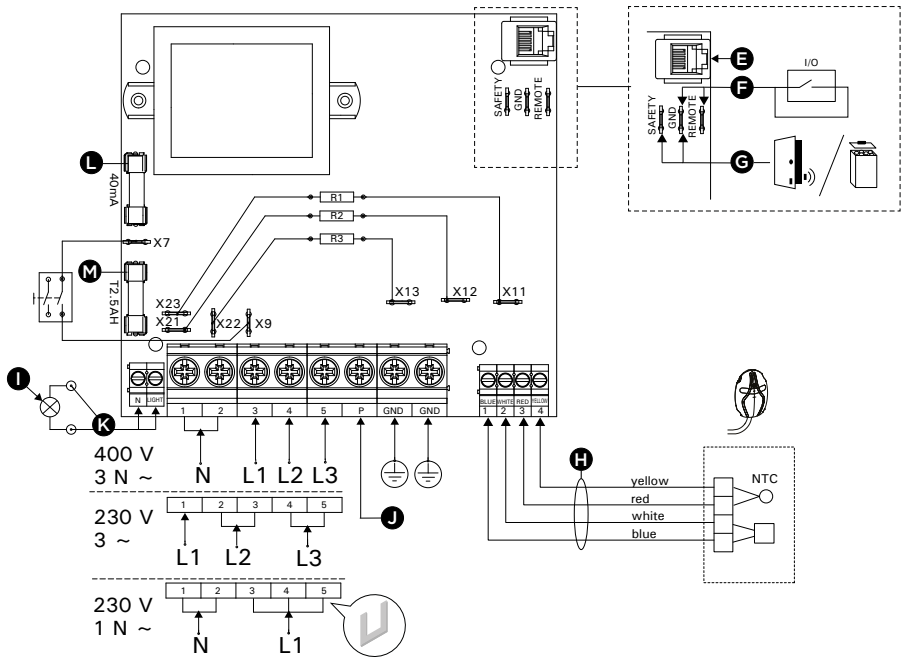 SAFETY
GND
REMOTE
E
I/O
F
SAFETY
GND
REMOTE
G
L
40mA
R1
R2
R3
X7
M
T2.5AH
X23
X21
X22
X9
X13
X12
X11
I
N LIGHT
K
1 2 3 4 5 P GND GND
BLUE WHITE RED YELLOW
1 2 3 4
400 V
3 N ~
N L1 L2 L3
H
yellow
red
white
blue
NTC
J
230 V
3 ~
1 2 3 4 5
L1 L2 L3
230 V
1 N ~
1 2 3 4 5
N L1